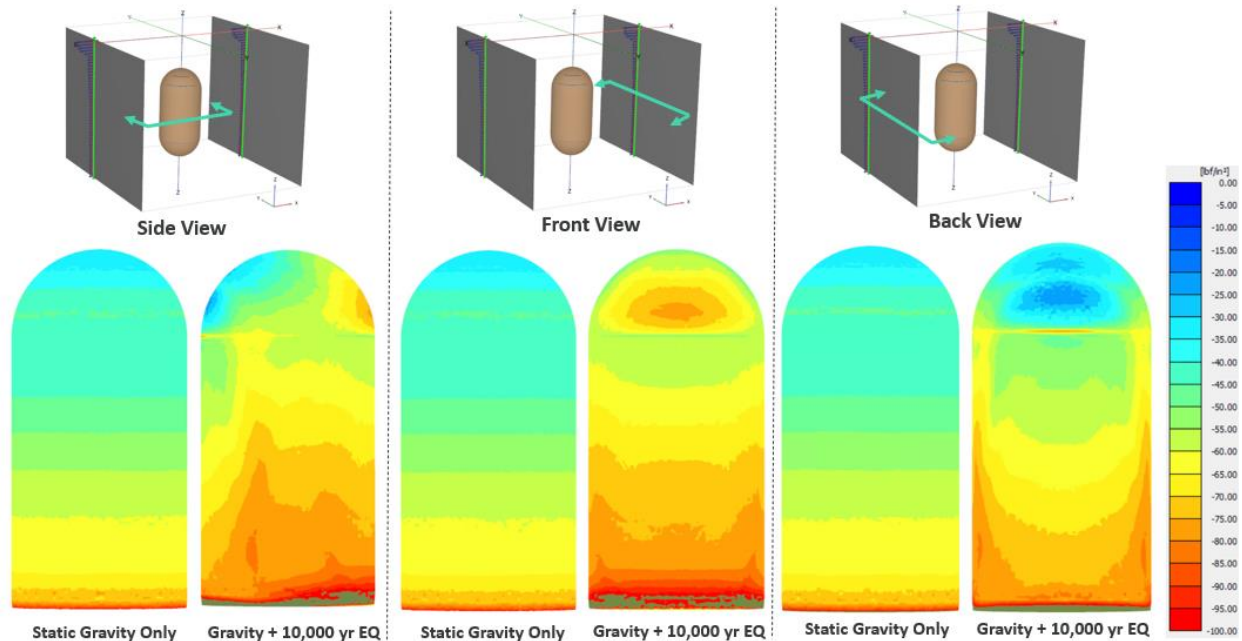 X
Y
Z
Z
Z
Y X
X
Y
Z
Z
Z
Y X
X
Y
Z
Z
Z
Y X
Side View
Front View
Back View
[lbf/in²]
0.00
-5.00
-10.00
-15.00
-20.00
-25.00
-30.00
-35.00
-40.00
-45.00
-50.00
-55.00
-60.00
-65.00
-70.00
-75.00
-80.00
-85.00
-90.00
-95.00
-100.00
Static Gravity Only
Gravity + 10,000 yr EQ
Static Gravity Only
Gravity + 10,000 yr EQ
Static Gravity Only
Gravity + 10,000 yr EQ